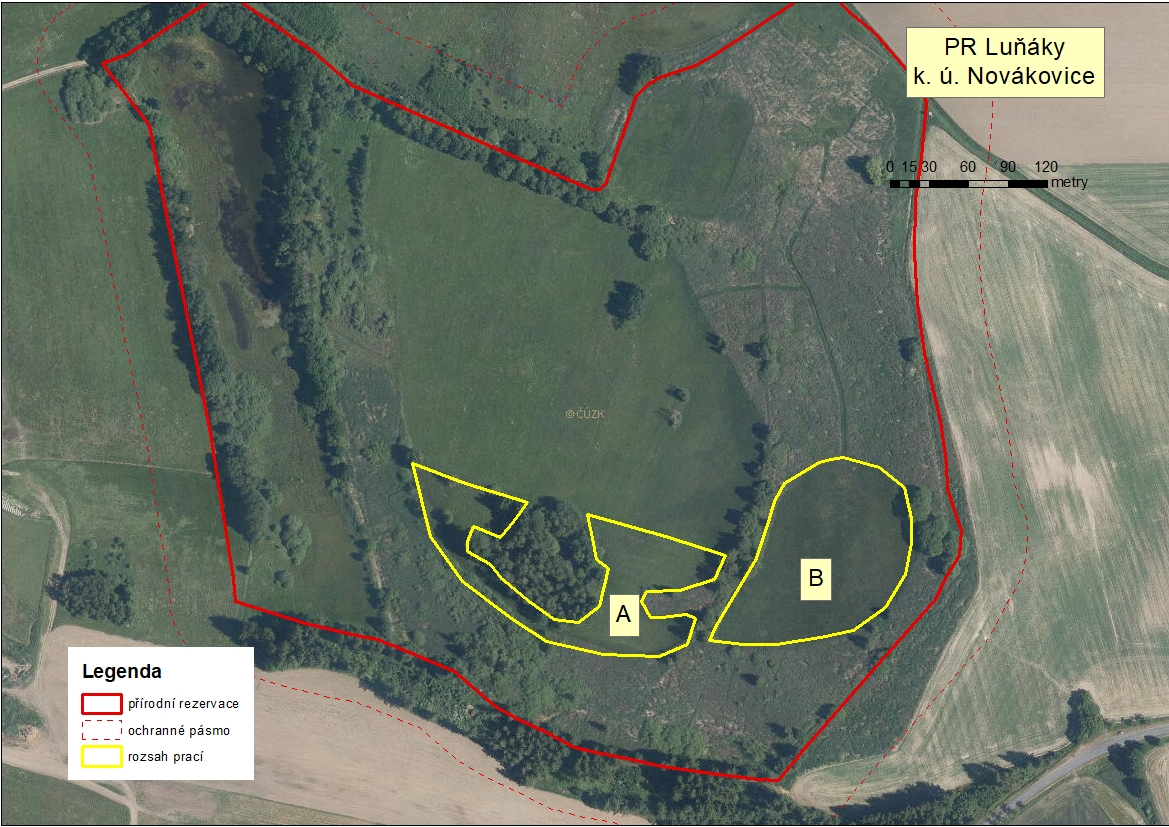 PR Luňáky
k. ú. Novákovice
0 15 30 60 90 120
metry
© ČÚZK
A
B
Legenda
přírodní rezervace
ochranné pásmo
rozsah prací